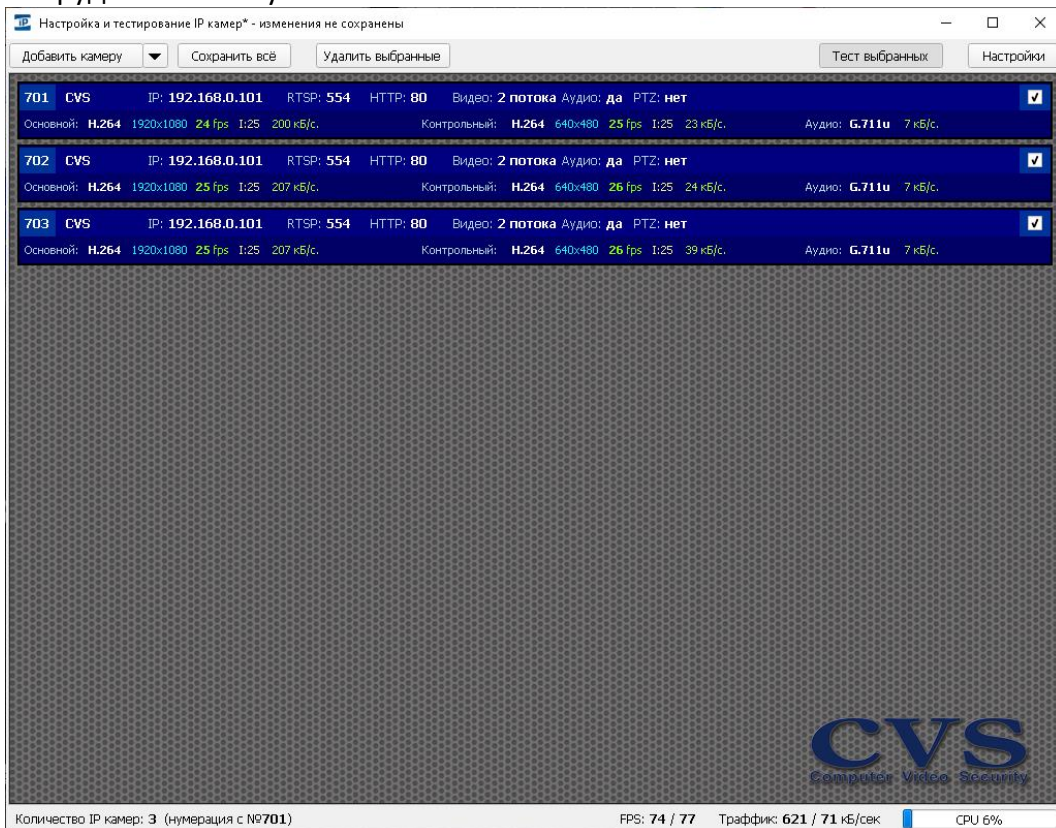 Настройка и тестирование IP камер* - изменения не сохранены
Добавить камеру Сохранить всё Удалить выбранные Тест выбранных Настройки
701 CVS IP: 192.168.0.101 RTSP: 554 HTTP: 80 Видео: 2 потока Аудио: да PTZ: нет
Основной: H.264 1920x1080 24 fps I:25 200 кБ/с. Контрольный: H.264 640x480 25 fps I:25 23 кБ/с. Аудио: G.711u 7 кБ/с.
702 CVS IP: 192.168.0.101 RTSP: 554 HTTP: 80 Видео: 2 потока Аудио: да PTZ: нет
Основной: H.264 1920x1080 25 fps I:25 207 кБ/с. Контрольный: H.264 640x480 26 fps I:25 24 кБ/с. Аудио: G.711u 7 кБ/с.
703 CVS IP: 192.168.0.101 RTSP: 554 HTTP: 80 Видео: 2 потока Аудио: да PTZ: нет
Основной: H.264 1920x1080 25 fps I:25 207 кБ/с. Контрольный: H.264 640x480 26 fps I:25 39 кБ/с. Аудио: G.711u 7 кБ/с.
CVS
Computer Video Security
Количество IP камер: 3 (нумерация с №701) FPS: 74 / 77 Траффик: 621 / 71 кБ/сек CPU 6%